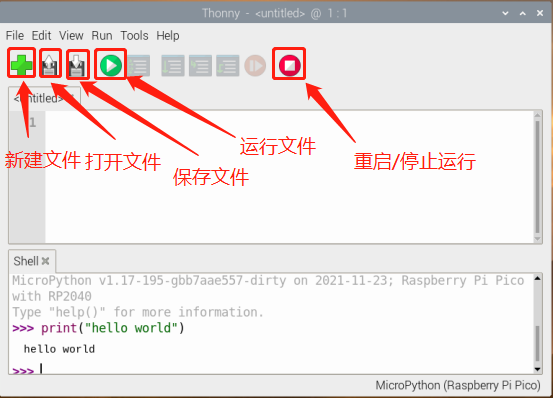 Thonny - <untitled> @ 1 : 1
File Edit View Run Tools Help
<untitled>
1
新建文件
打开文件
保存文件
运行文件
重启/停止运行
Shell
MicroPython v1.17-195-gbb7aae557-dirty on 2021-11-23; Raspberry Pi Pico
with RP2040
Type "help()" for more information.
>>> print("hello world")
hello world
>>>
MicroPython (Raspberry Pi Pico)